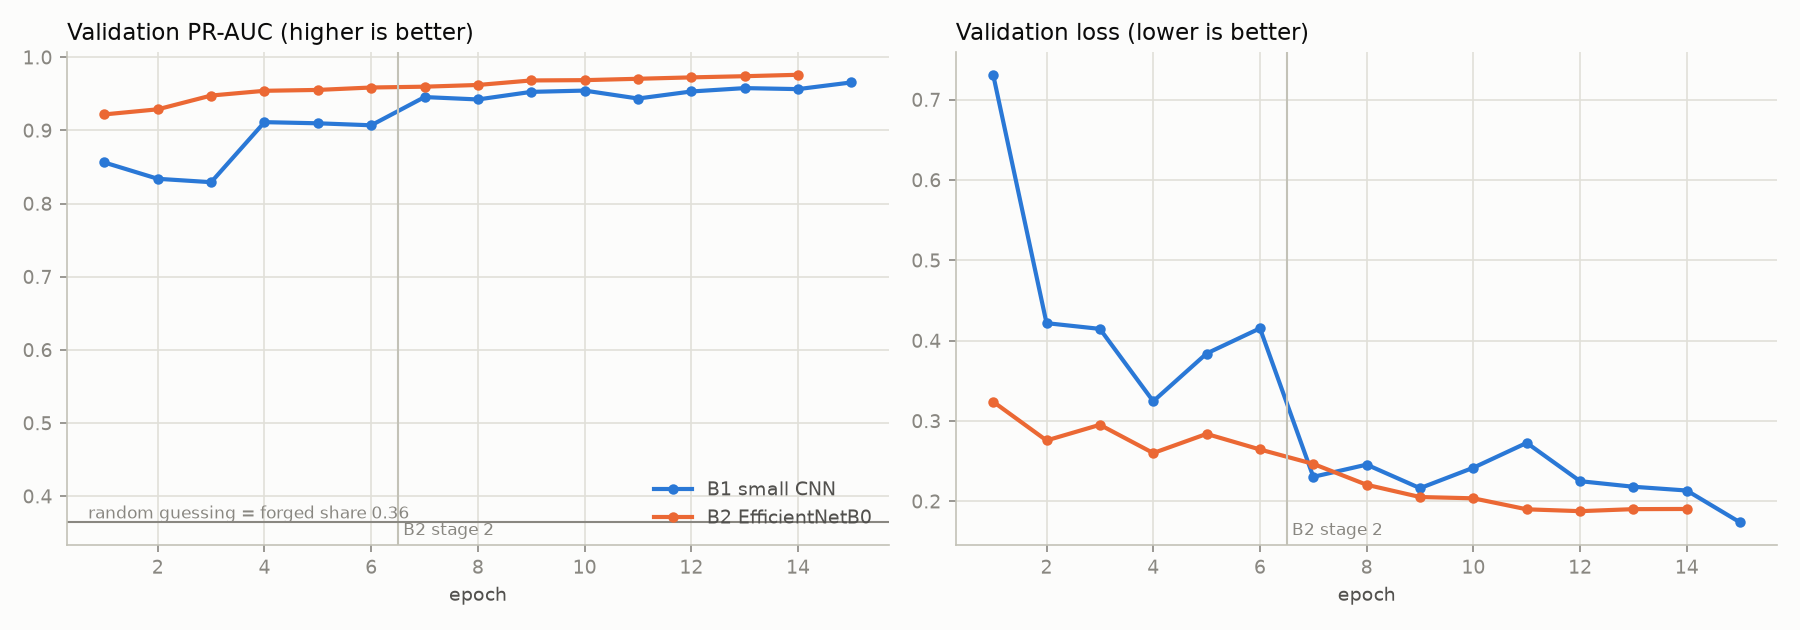 Validation PR-AUC (higher is better)
1.0
0.9
0.8
0.7
0.6
0.5
0.4
random guessing = forged share 0.36
B2 stage 2
B1 small CNN
B2 EfficientNetB0
2 4 6 8 10 12 14
epoch
Validation loss (lower is better)
0.7
0.6
0.5
0.4
0.3
0.2
B2 stage 2
2 4 6 8 10 12 14
epoch